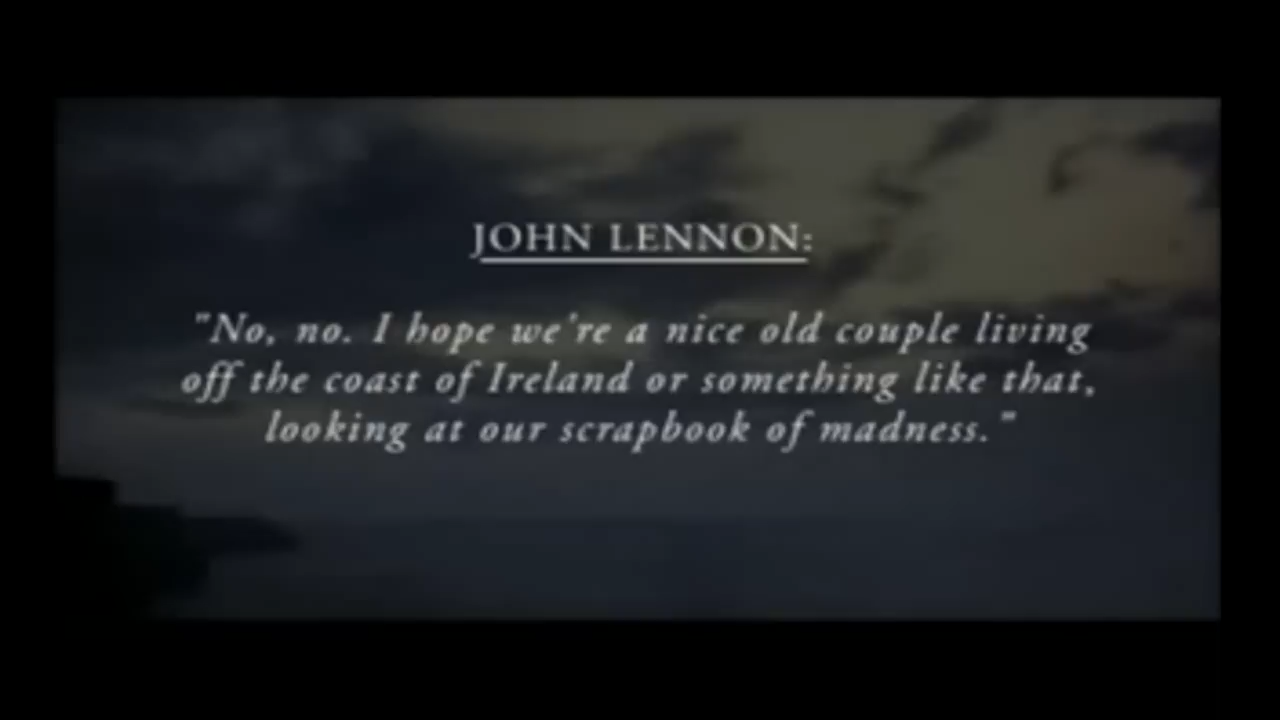 JOHN LENNON:
"No, no. I hope we're a nice old couple living
off the coast of Ireland or something like that,
looking at our scrapbook of madness."